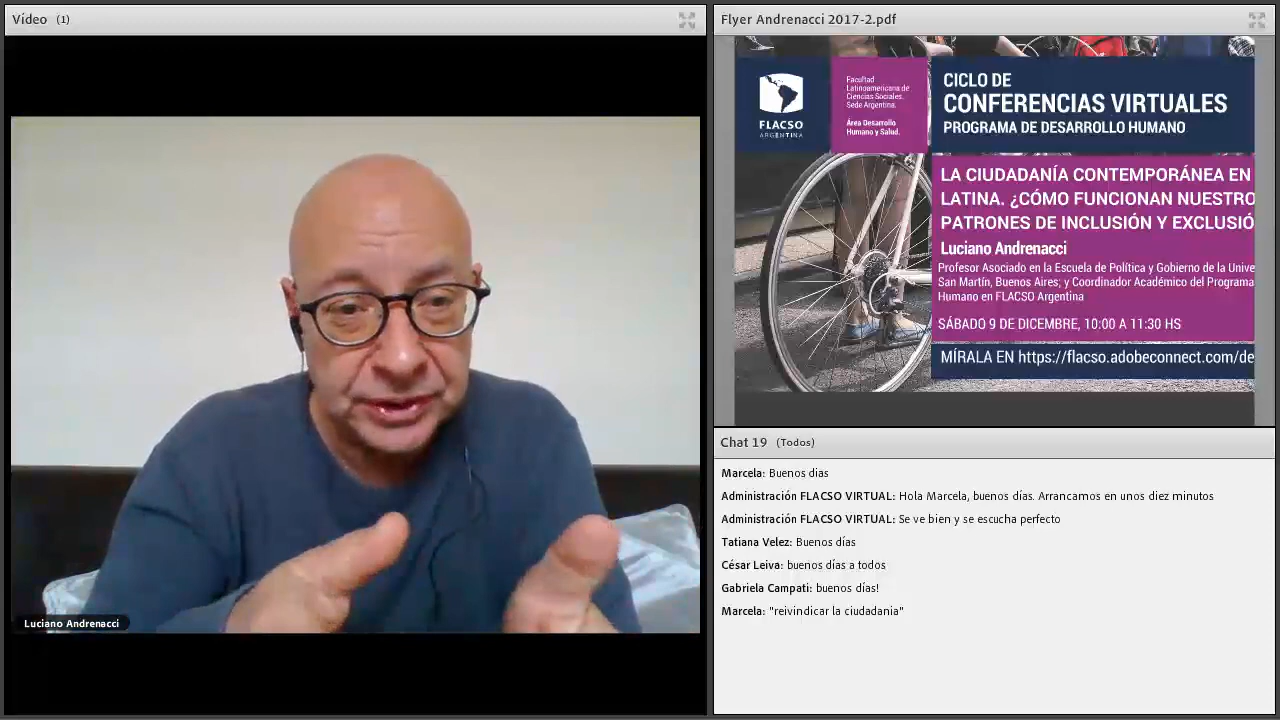 Vídeo (1)
Luciano Andrenacci
Flyer Andrenacci 2017-2.pdf
FLACSO
ARGENTINA
Facultad
Latinoamericana de
Ciencias Sociales.
Sede Argentina.
Área Desarrollo
Humano y Salud.
CICLO DE
CONFERENCIAS VIRTUALES
PROGRAMA DE DESARROLLO HUMANO
LA CIUDADANÍA CONTEMPORÁNEA EN
LATINA. ¿CÓMO FUNCIONAN NUESTRO
PATRONES DE INCLUSIÓN Y EXCLUSIÓ
Luciano Andrenacci
Profesor Asociado en la Escuela de Política y Gobierno de la Unive
San Martín, Buenos Aires; y Coordinador Académico del Programa
Humano en FLACSO Argentina
SÁBADO 9 DE DICEMBRE, 10:00 A 11:30 HS
MÍRALA EN https://flacso.adobeconnect.com/de
Chat 19 (Todos)
Marcela: Buenos dias
Administración FLACSO VIRTUAL: Hola Marcela, buenos días. Arrancamos en unos diez minutos
Administración FLACSO VIRTUAL: Se ve bien y se escucha perfecto
Tatiana Velez: Buenos días
César Leiva: buenos días a todos
Gabriela Campati: buenos días!
Marcela: "reivindicar la ciudadania"